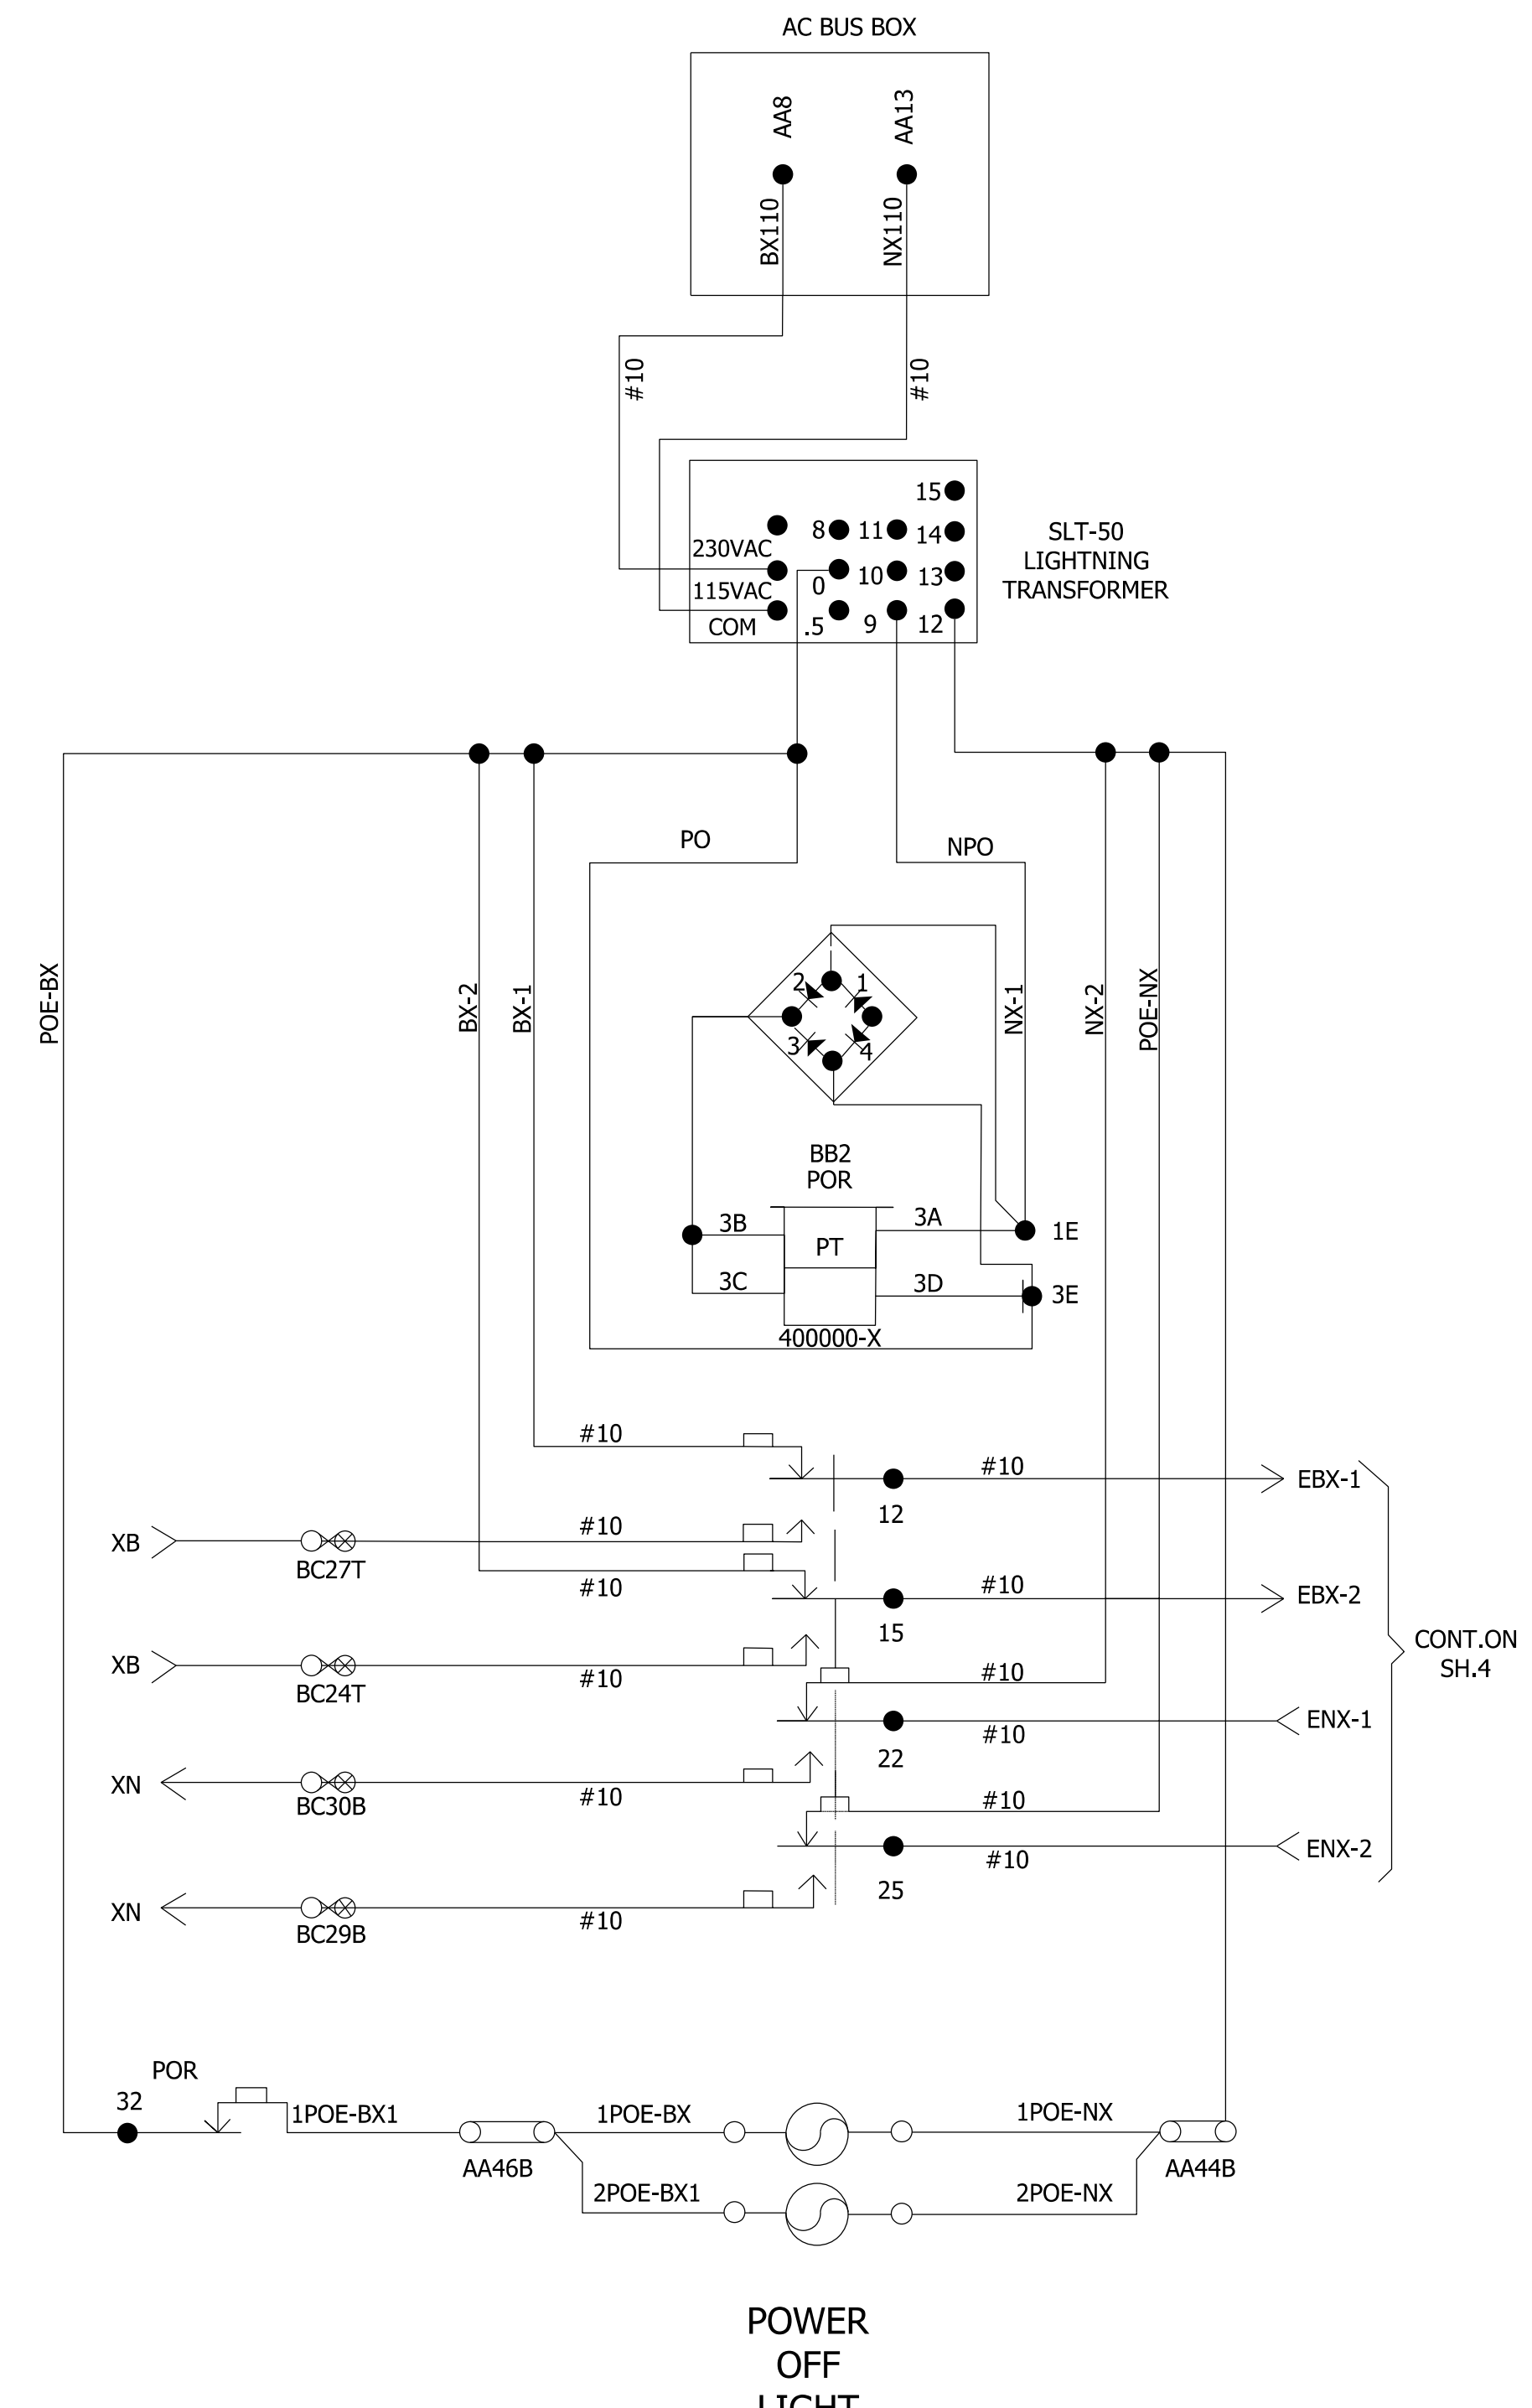 AC BUS BOX
AA8
AA13
BX110
NX110
#10
#10
15
8
11
14
230VAC
0
10
13
115VAC
COM
.5
9
12
SLT-50
LIGHTNING
TRANSFORMER
PO
NPO
POE-BX
BX-2
BX-1
2
1
3
4
NX-1
NX-2
POE-NX
BB2
POR
3B
3A
1E
PT
3C
3D
3E
400000-X
#10
#10
EBX-1
12
XB
#10
BC27T
#10
#10
EBX-2
15
XB
BC24T
#10
#10
CONT.ON
SH.4
ENX-1
#10
22
XN
BC30B
#10
#10
ENX-2
#10
25
XN
#10
BC29B
POR
32
1POE-BX1
1POE-BX
1POE-NX
AA46B
AA44B
2POE-BX1
2POE-NX
POWER
OFF
LIGHT